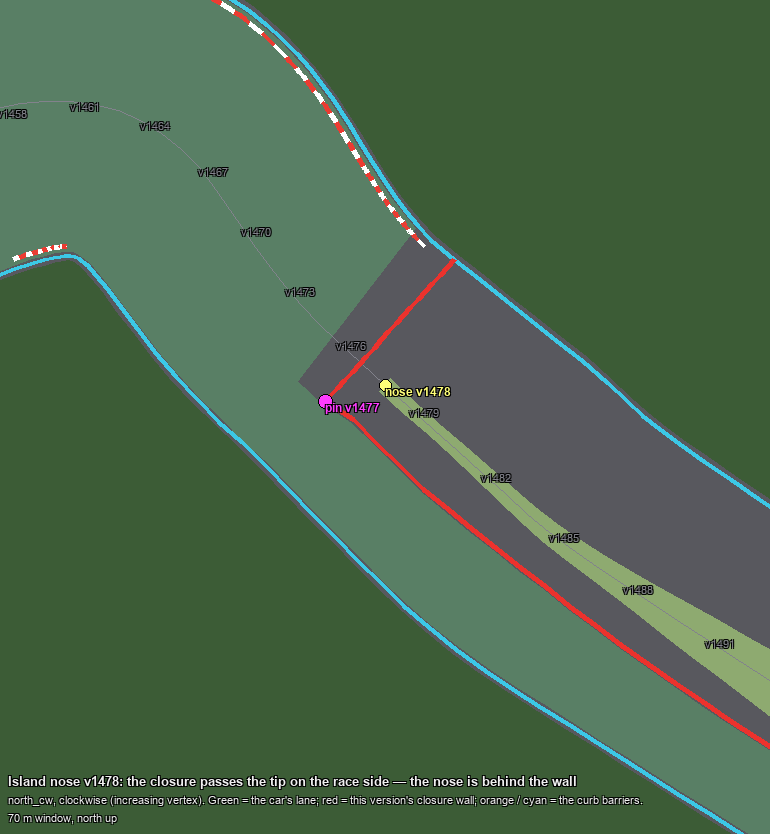 v1458
v1461
v1464
v1467
v1470
v1473
v1476
nose v1478
pin v1477
v1479
v1482
v1485
v1488
v1491
Island nose v1478: the closure passes the tip on the race side — the nose is behind the wall
north_cw, clockwise (increasing vertex). Green = the car's lane; red = this version's closure wall; orange / cyan = the curb barriers.
70 m window, north up